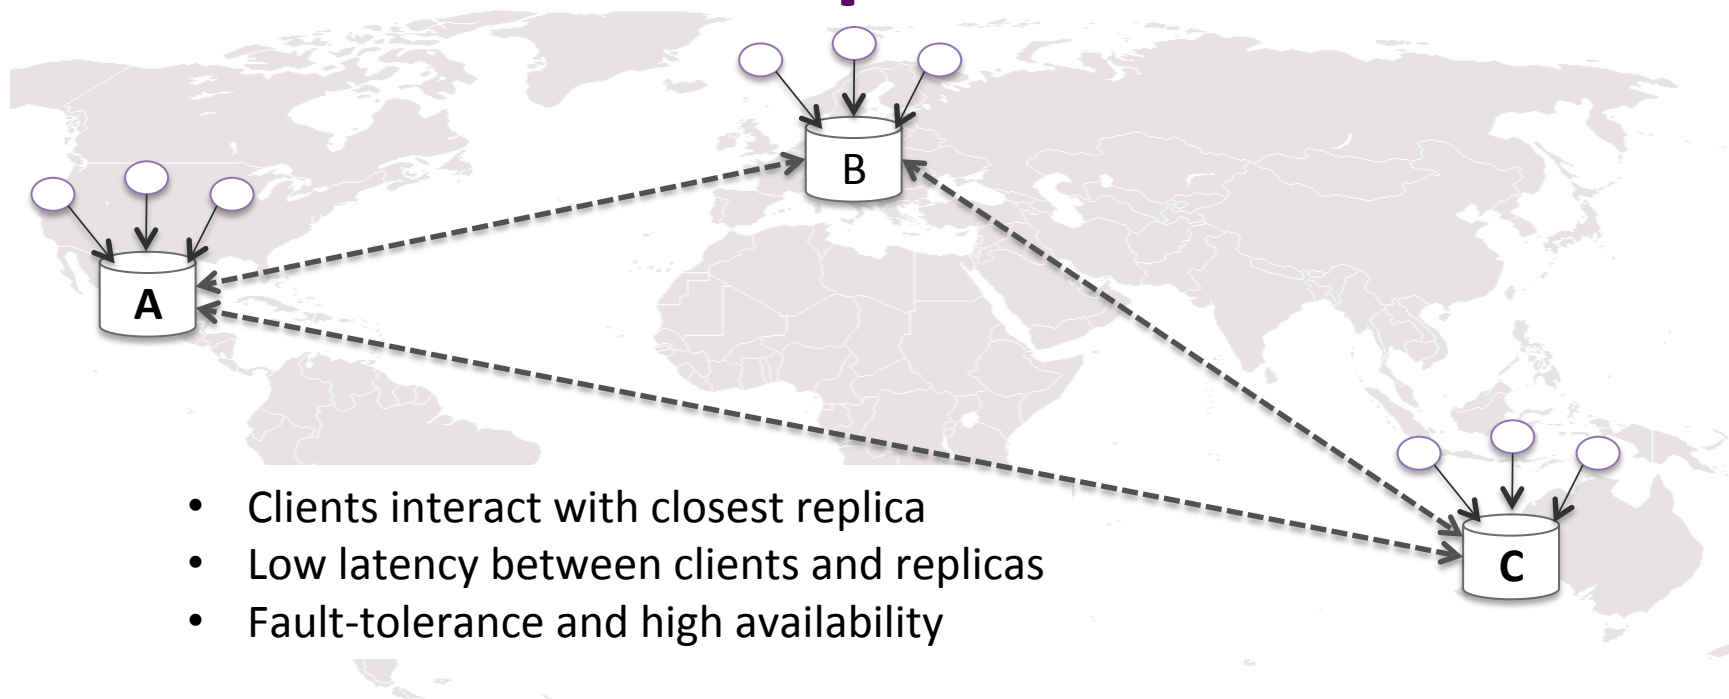 B
A
C
• Clients interact with closest replica
• Low latency between clients and replicas
• Fault-tolerance and high availability